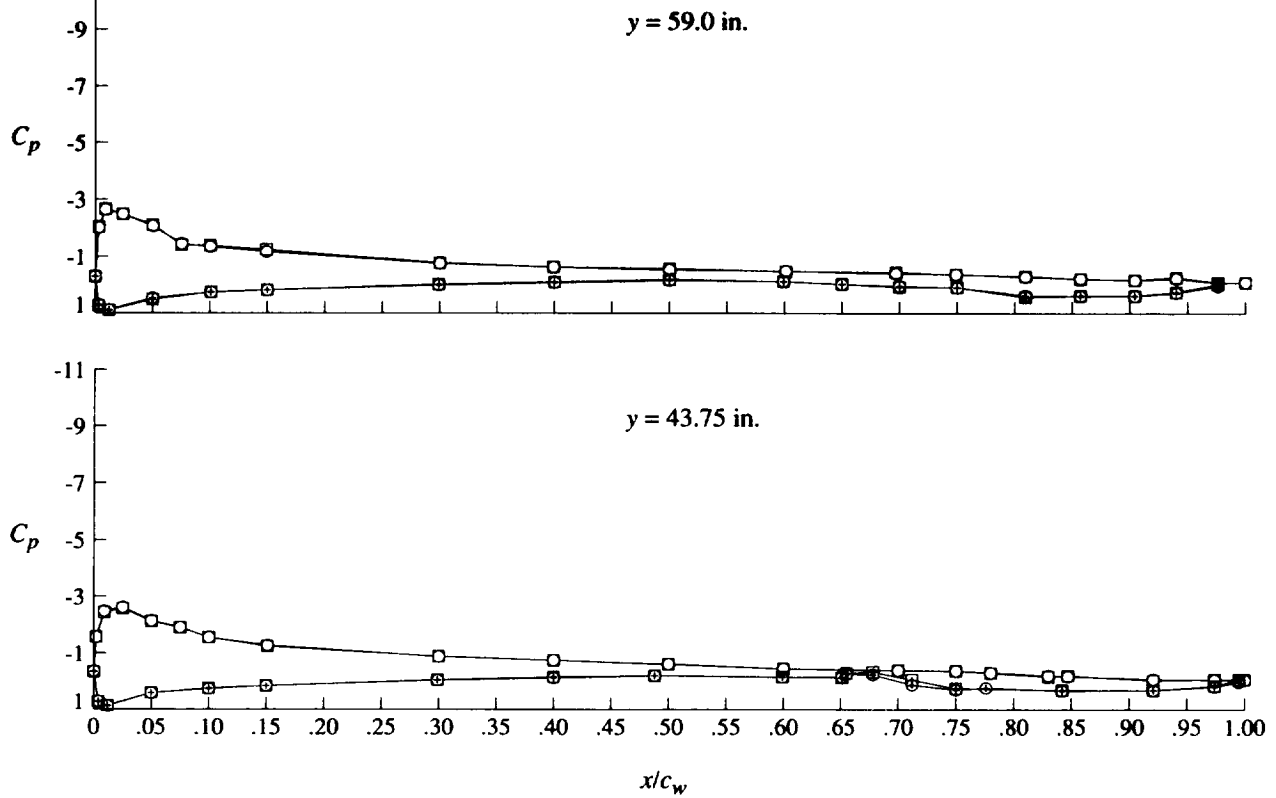 -9
y = 59.0 in.
-7
C_p
-5
-3
-1
1
-11
-9
y = 43.75 in.
-7
C_p
-5
-3
-1
1
0 .05 .10 .15 .20 .25 .30 .35 .40 .45 .50 .55 .60 .65 .70 .75 .80 .85 .90 .95 1.00
x/c_w